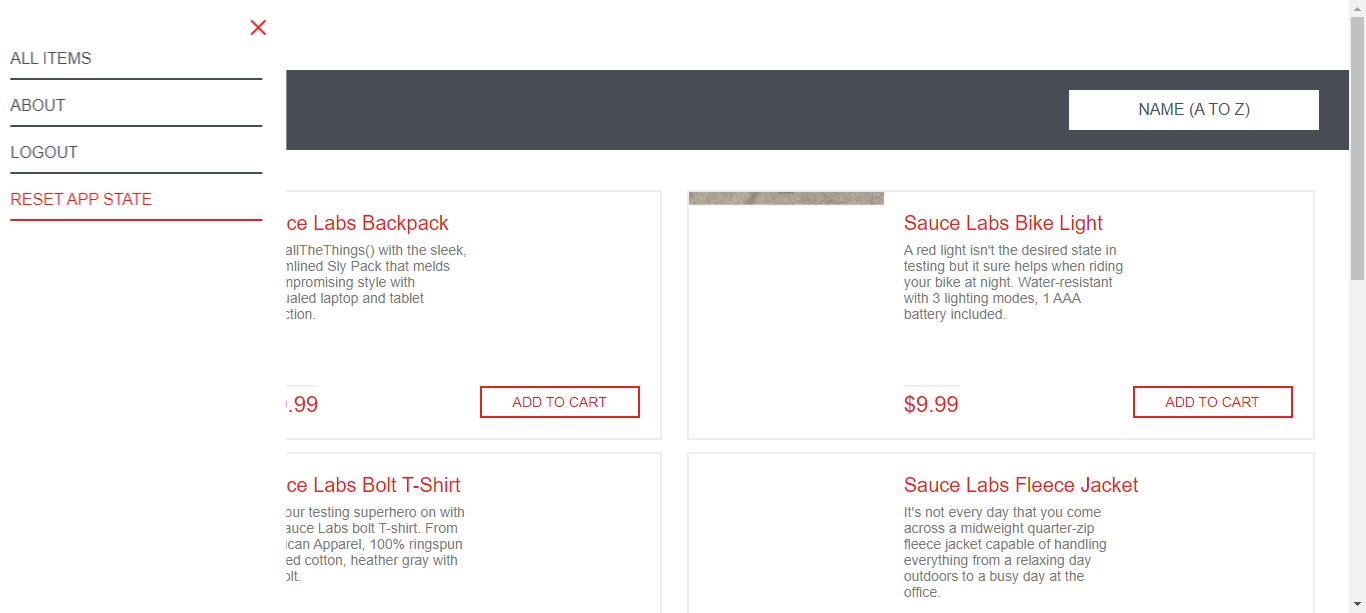 ALL ITEMS
ABOUT
LOGOUT
RESET APP STATE
NAME (A TO Z)
ce Labs Backpack
allTheThings() with the sleek,
mlined Sly Pack that melds
mpromising style with
ualed laptop and tablet
ction.
.99
ADD TO CART
Sauce Labs Bike Light
A red light isn't the desired state in
testing but it sure helps when riding
your bike at night. Water-resistant
with 3 lighting modes, 1 AAA
battery included.
$9.99
ADD TO CART
ce Labs Bolt T-Shirt
our testing superhero on with
auce Labs bolt T-shirt. From
ican Apparel, 100% ringspun
ed cotton, heather gray with
olt.
Sauce Labs Fleece Jacket
It's not every day that you come
across a midweight quarter-zip
fleece jacket capable of handling
everything from a relaxing day
outdoors to a busy day at the
office.